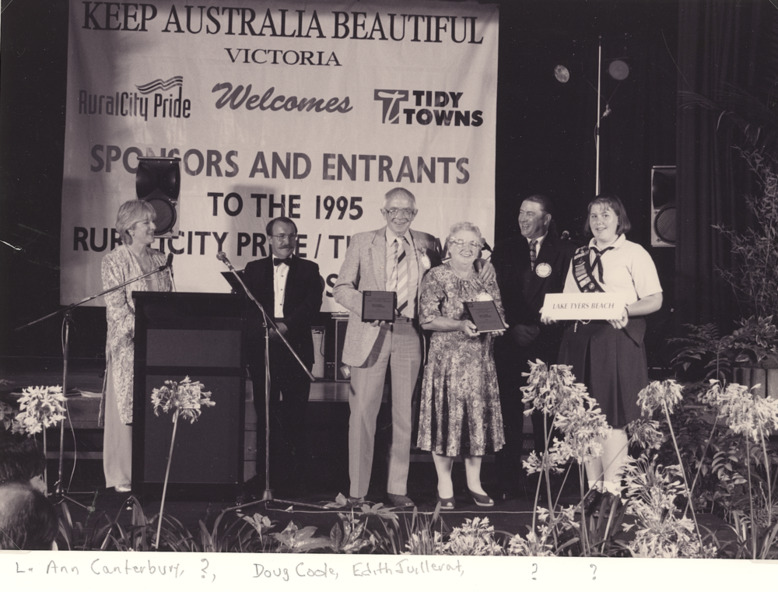 KEEP AUSTRALIA BEAUTIFUL
VICTORIA
RuralCity Pride
Welcomes
TIDY
TOWNS
SPONSORS AND ENTRANTS
TO THE 1995
LAKE TYERS BEACH
L. Ann Canterbury, ?, Doug Coole, Edith Juillerat, ? ?